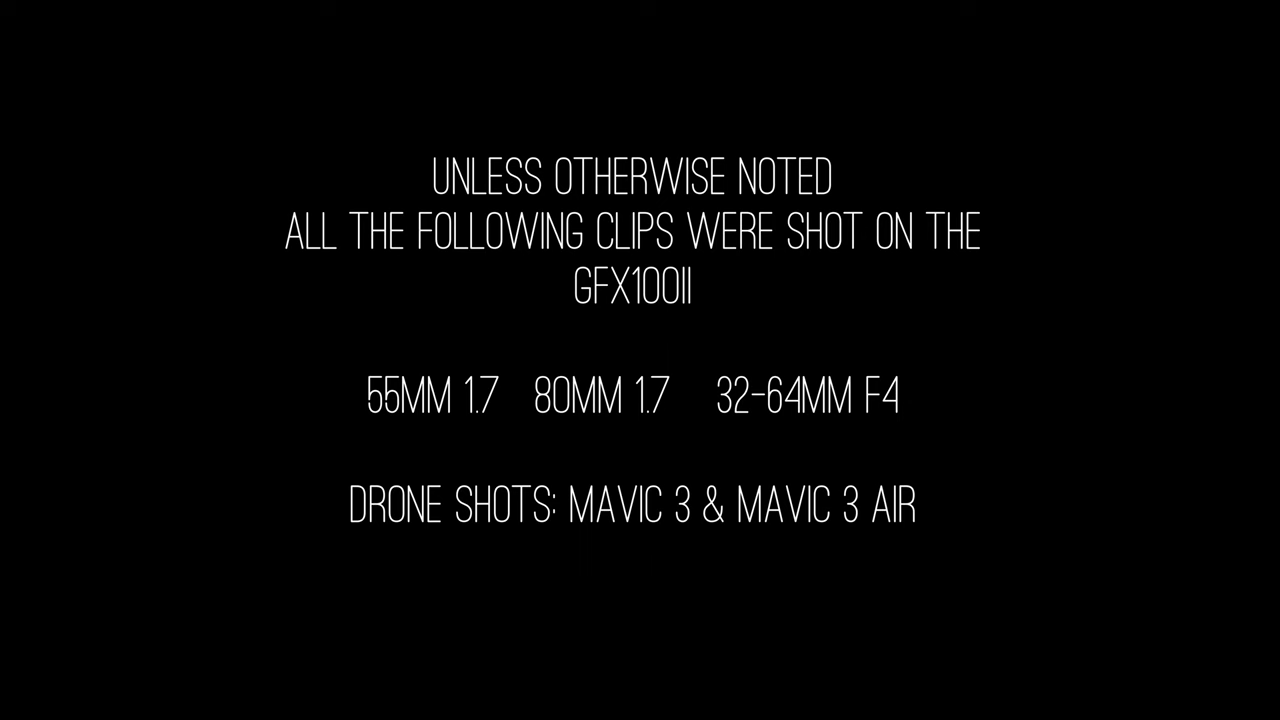 UNLESS OTHERWISE NOTED
ALL THE FOLLOWING CLIPS WERE SHOT ON THE
GFX100II
55MM 1.7 80MM 1.7 32-64MM F4
DRONE SHOTS: MAVIC 3 & MAVIC 3 AIR